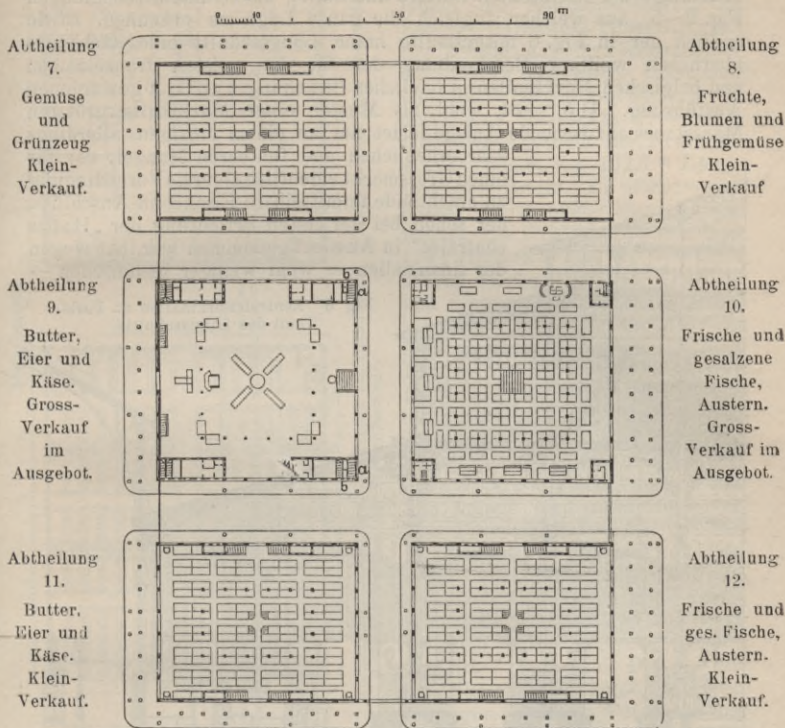 0 10 50 90 m
Abtheilung
7.
Gemüse
und
Grünzeug
Klein-
Verkauf.
Abtheilung
8.
Früchte,
Blumen und
Frühgemüse
Klein-
Verkauf
Abtheilung
9.
Butter,
Eier und
Käse.
Gross-
Verkauf
im
Ausgebot.
b
a
a
b
Abtheilung
10.
Frische und
gesalzene
Fische,
Austern.
Gross-
Verkauf im
Ausgebot.
Abtheilung
11.
Butter,
Eier und
Käse.
Klein-
Verkauf.
Abtheilung
12.
Frische und
ges. Fische,
Austern.
Klein-
Verkauf.